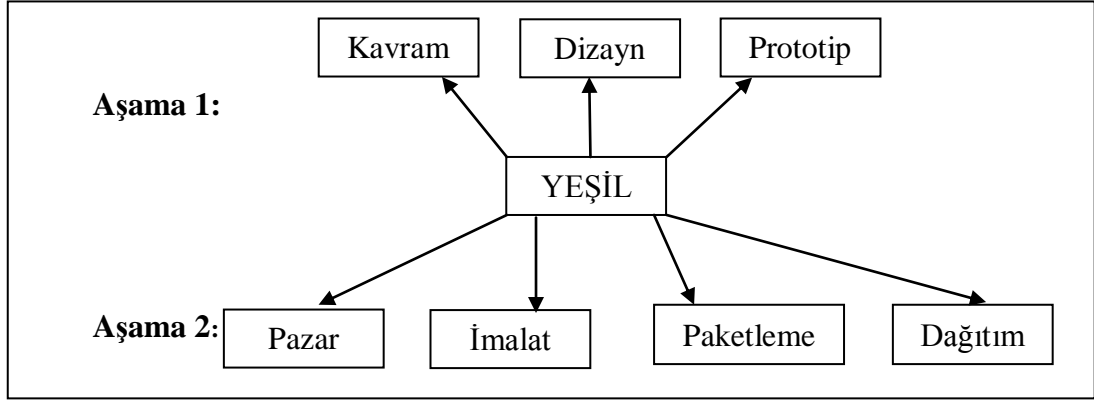 Kavram Dizayn Prototip
Aşama 1:
YEŞİL
Aşama 2: Pazar İmalat Paketleme Dağıtım